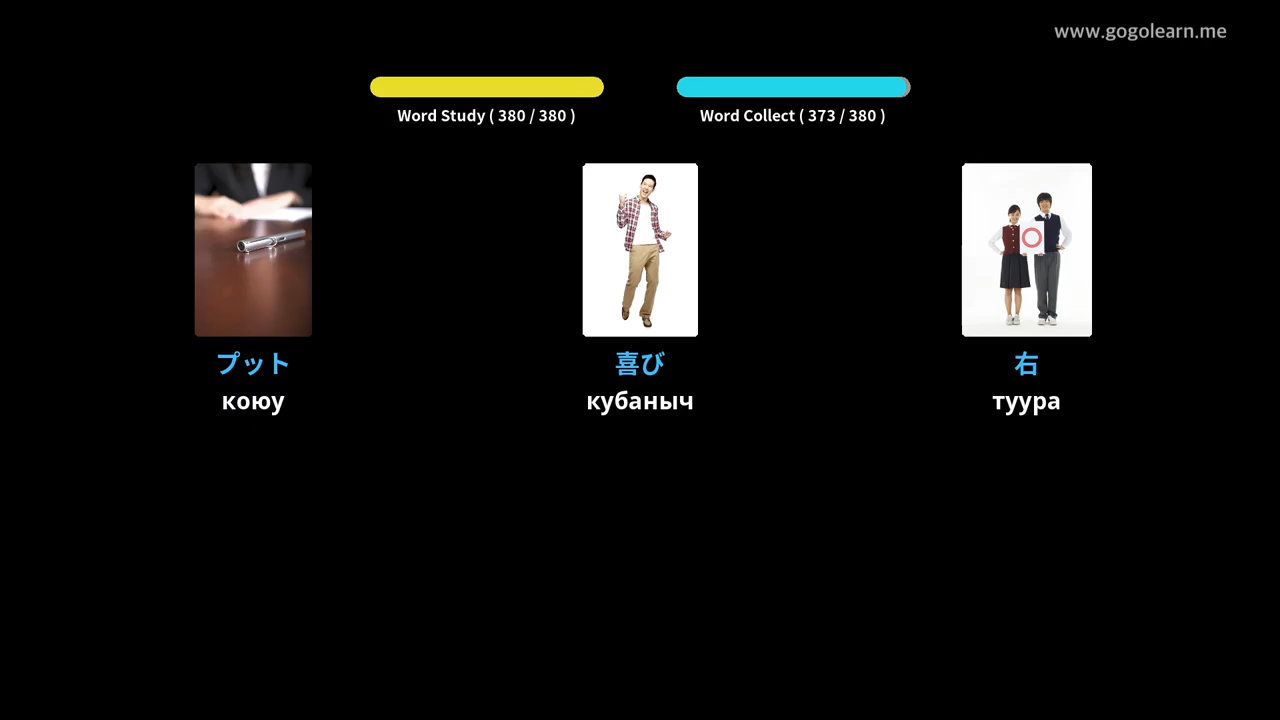 www.gogolearn.me
Word Study ( 380 / 380 )
Word Collect ( 373 / 380 )
プット
коюу
喜び
кубаныч
右
туура